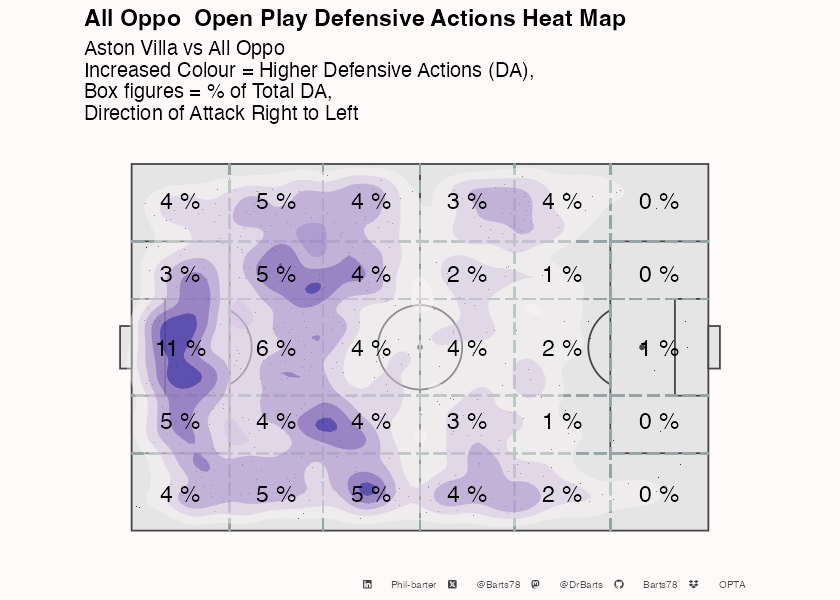 All Oppo  Open Play Defensive Actions Heat Map
Aston Villa vs All Oppo
Increased Colour = Higher Defensive Actions (DA),
Box figures = % of Total DA,
Direction of Attack Right to Left
4 % 5 % 4 % 3 % 4 % 0 %
3 % 5 % 4 % 2 % 1 % 0 %
11 % 6 % 4 % 4 % 2 % 1 %
5 % 4 % 4 % 3 % 1 % 0 %
4 % 5 % 5 % 4 % 2 % 0 %
Phil-barter @Barts78 @DrBarts Barts78 OPTA